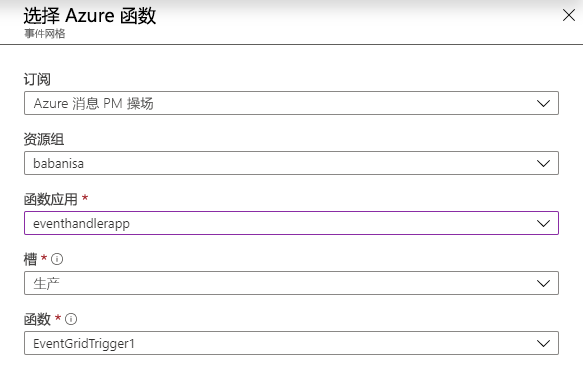 选择 Azure 函数
事件网格
订阅
Azure 消息 PM 操场
资源组
babanisa
函数应用 *
eventhandlerapp
槽 *
生产
函数 *
EventGridTrigger1